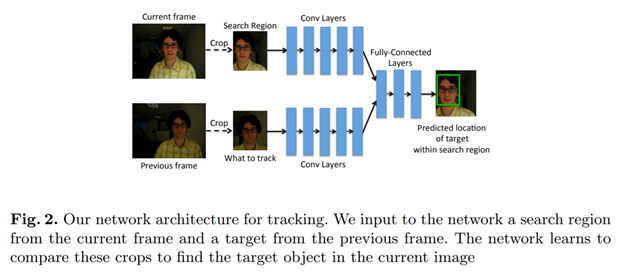 Current frame
Search Region
Conv Layers
Crop
Fully-Connected
Layers
Crop
Previous frame
What to track
Conv Layers
Predicted location
of target
within search region
Fig. 2. Our network architecture for tracking. We input to the network a search region
from the current frame and a target from the previous frame. The network learns to
compare these crops to find the target object in the current image